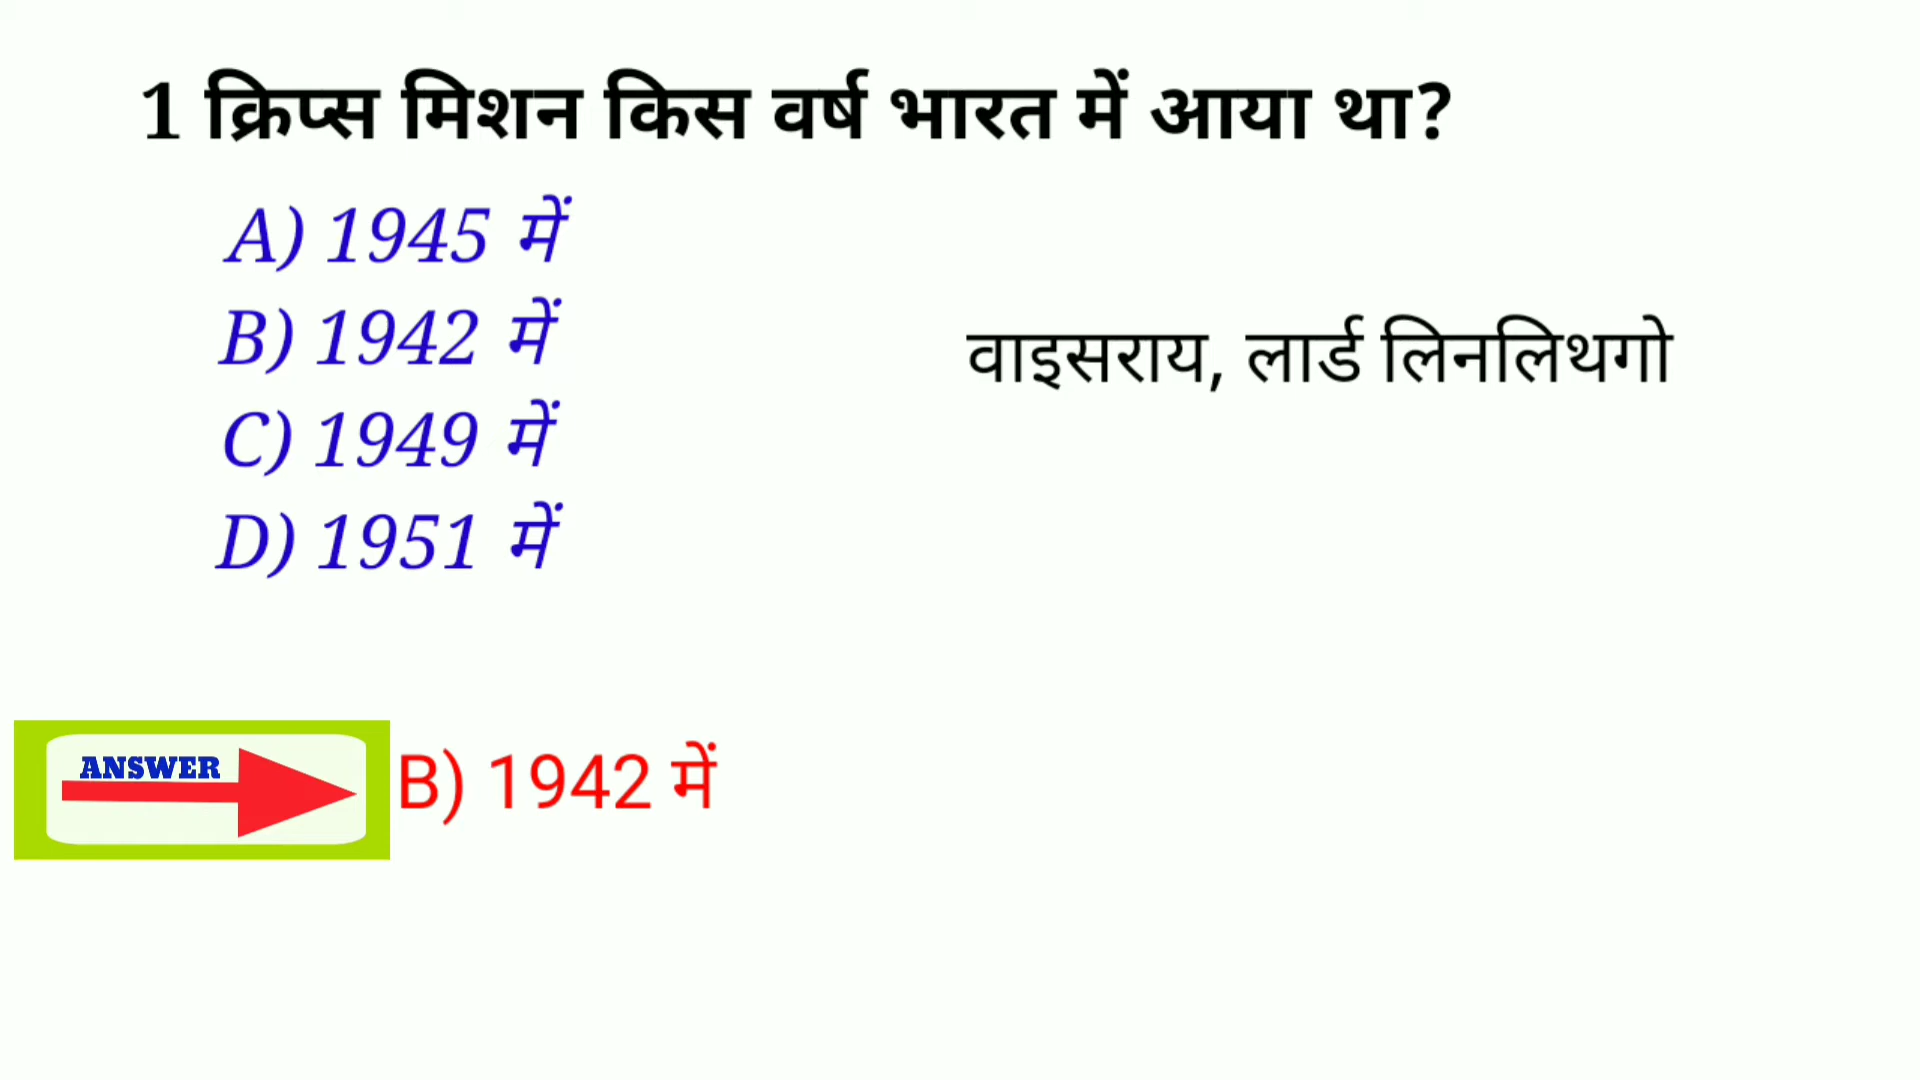 1 क्रिप्स मिशन किस वर्ष भारत में आया था?
A) 1945 में
B) 1942 में
वाइसराय, लार्ड लिनलिथगो
C) 1949 में
D) 1951 में
ANSWER
B) 1942 में